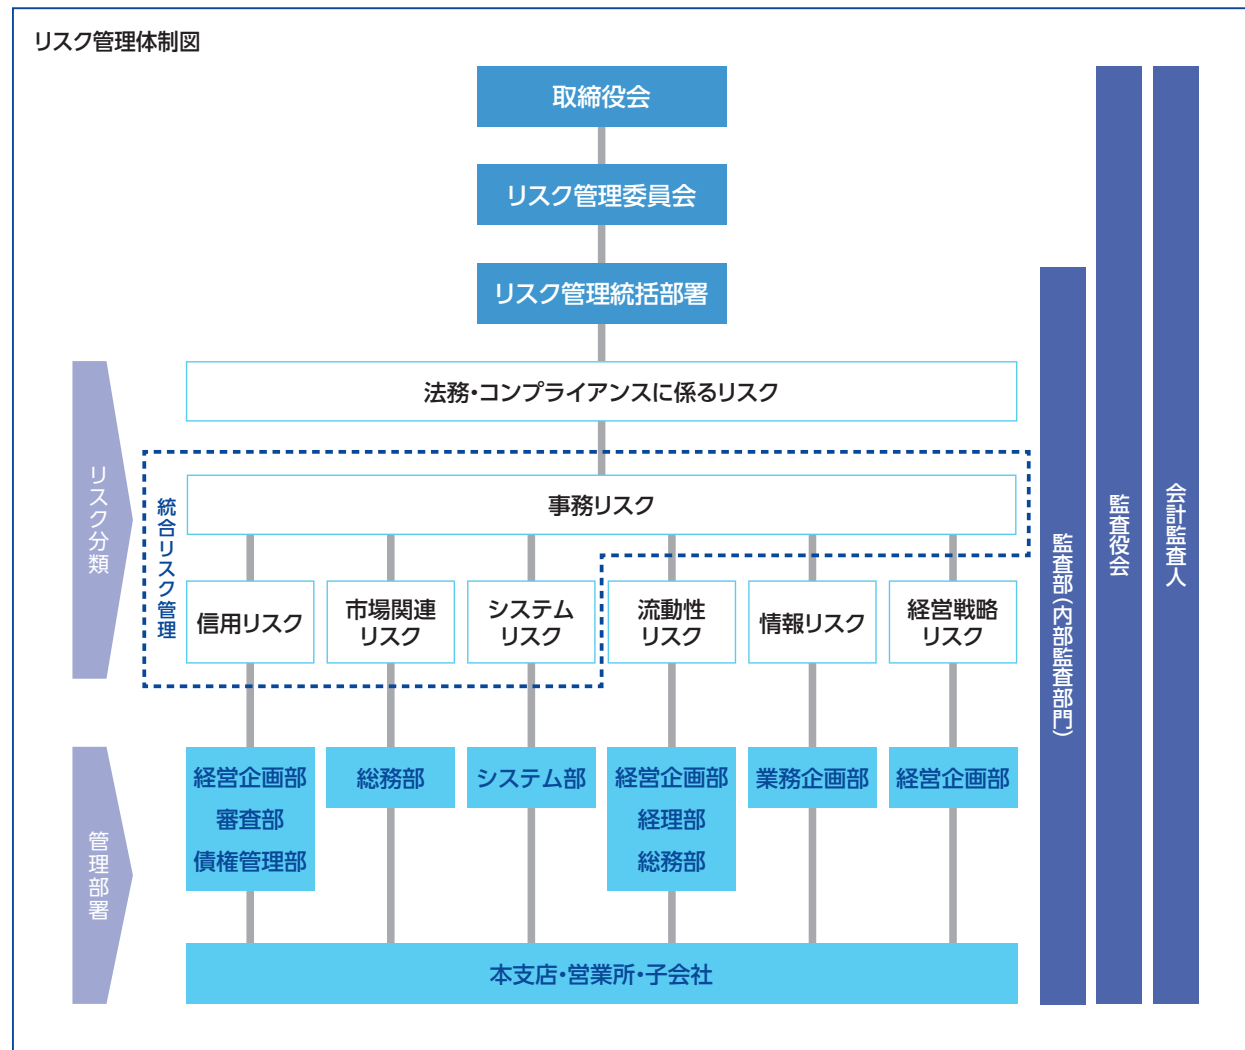 リスク管理体制図
取締役会
リスク管理委員会
リスク管理統括部署
リスク分類
法務・コンプライアンスに係るリスク
統合リスク管理
事務リスク
信用リスク
市場関連
リスク
システム
リスク
流動性
リスク
情報リスク
経営戦略
リスク
管理部署
経営企画部
審査部
債権管理部
総務部
システム部
経営企画部
経理部
総務部
業務企画部
経営企画部
本支店・営業所・子会社
監査部(内部監査部門)
監査役会
会計監査人